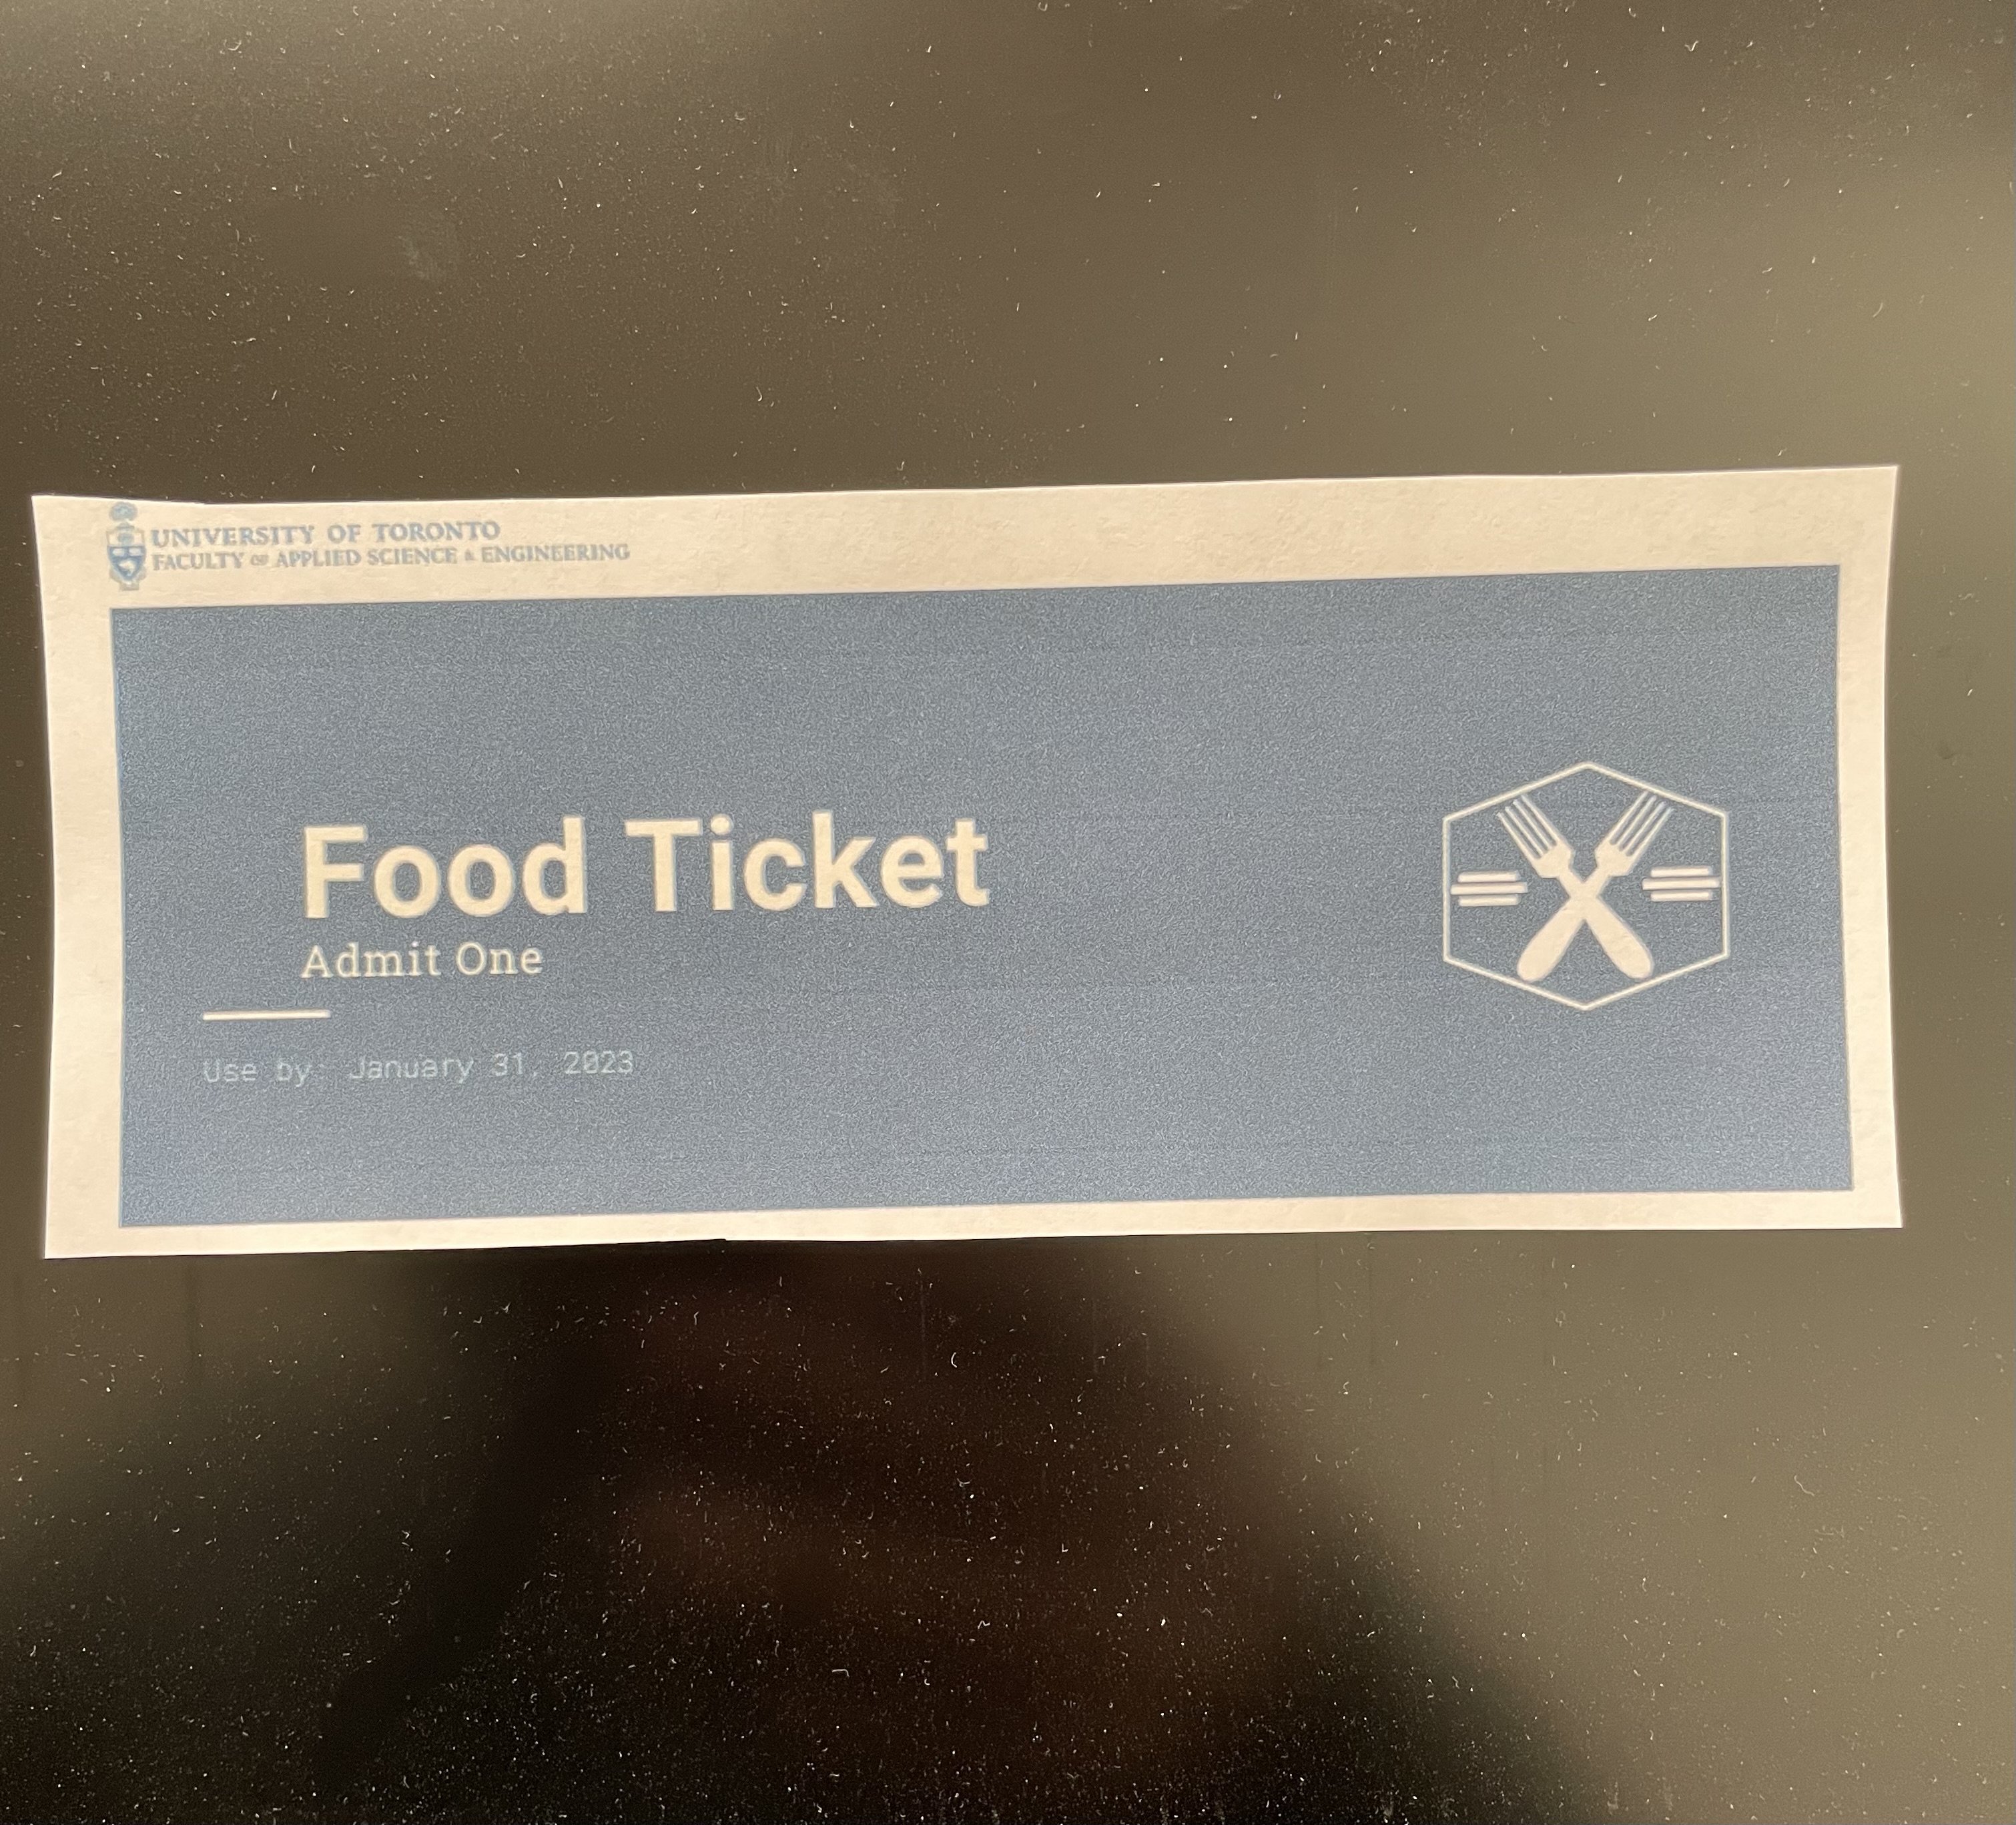 UNIVERSITY OF TORONTO
FACULTY OF APPLIED SCIENCE & ENGINEERING
Food Ticket
Admit One
Use by: January 31, 2023